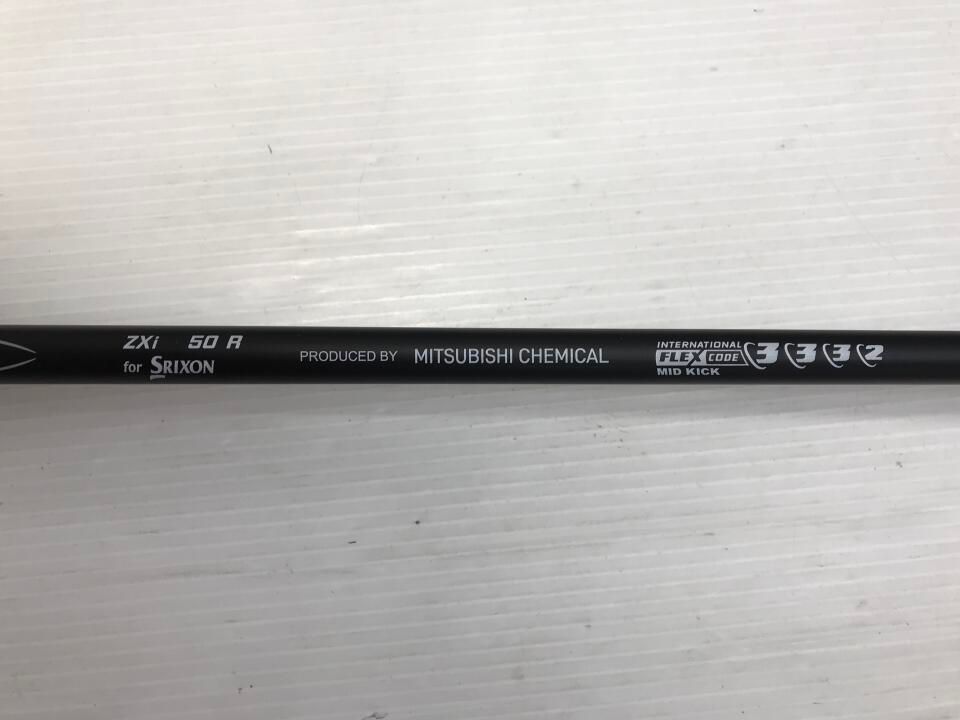 ZXi 50 R
for SRIXON
PRODUCED BY MITSUBISHI CHEMICAL
INTERNATIONAL
FLEX CODE 3 3 3 2
MID KICK